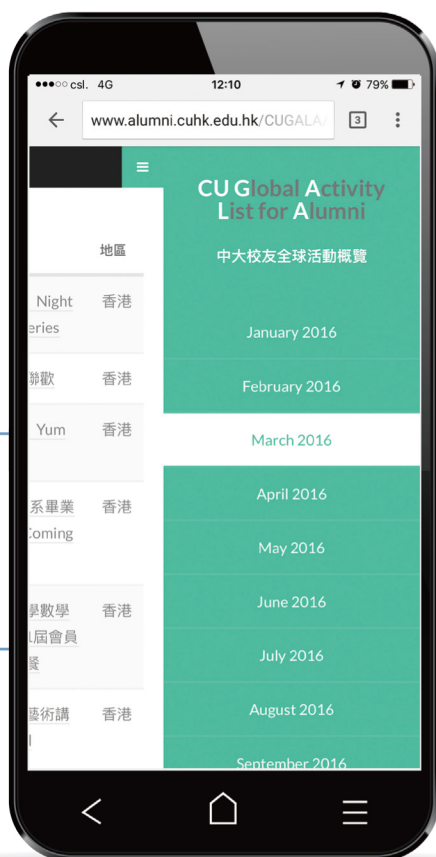 csl. 4G 12:10 79%
www.alumni.cuhk.edu.hk/CUGALA/ 3
CU Global Activity
List for Alumni
中大校友全球活動概覽
地區
Night 香港
eries
聯歡 香港
Yum 香港
系畢業 香港
Coming
學數學 香港
屆會員
餐
藝術講 香港
January 2016
February 2016
March 2016
April 2016
May 2016
June 2016
July 2016
August 2016
September 2016